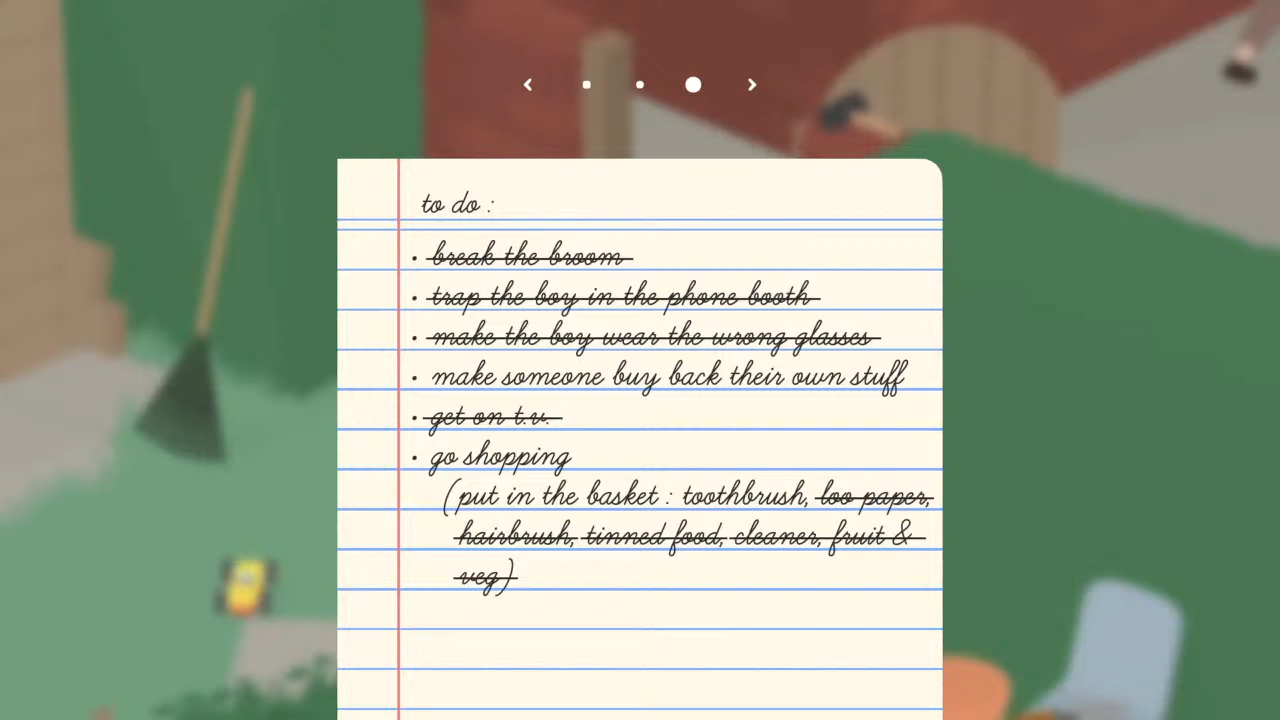 to do :
• break the broom
• trap the boy in the phone booth
• make the boy wear the wrong glasses
• make someone buy back their own stuff
• get on t.v.
• go shopping
(put in the basket : toothbrush, loo paper,
hairbrush, tinned food, cleaner, fruit &
veg)